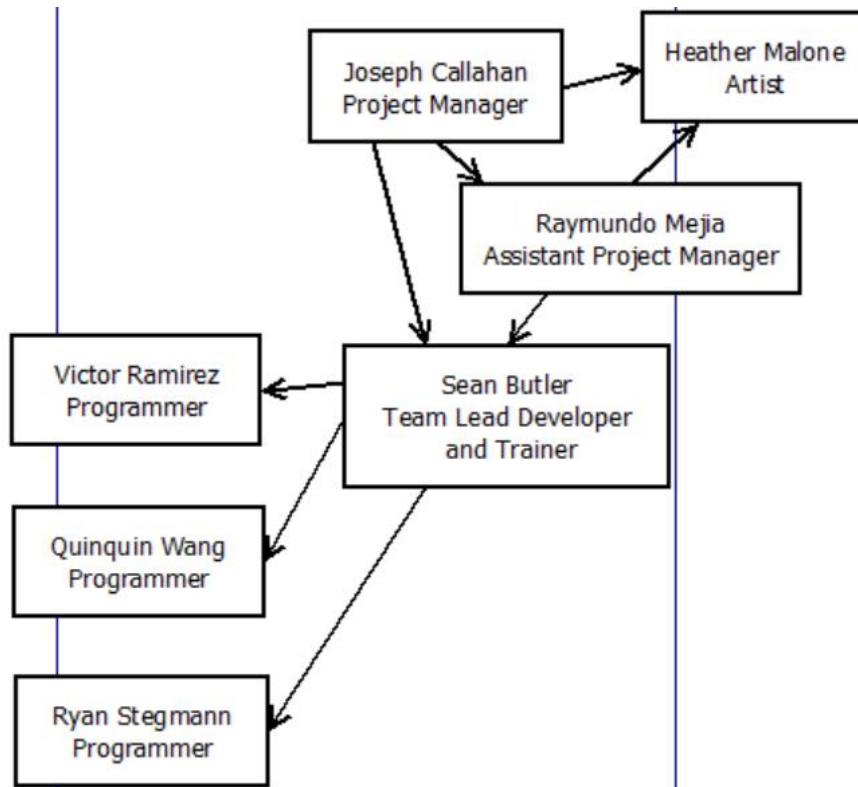 Joseph Callahan
Project Manager
Heather Malone
Artist
Raymundo Mejia
Assistant Project Manager
Victor Ramirez
Programmer
Sean Butler
Team Lead Developer
and Trainer
Quinquin Wang
Programmer
Ryan Stegmann
Programmer